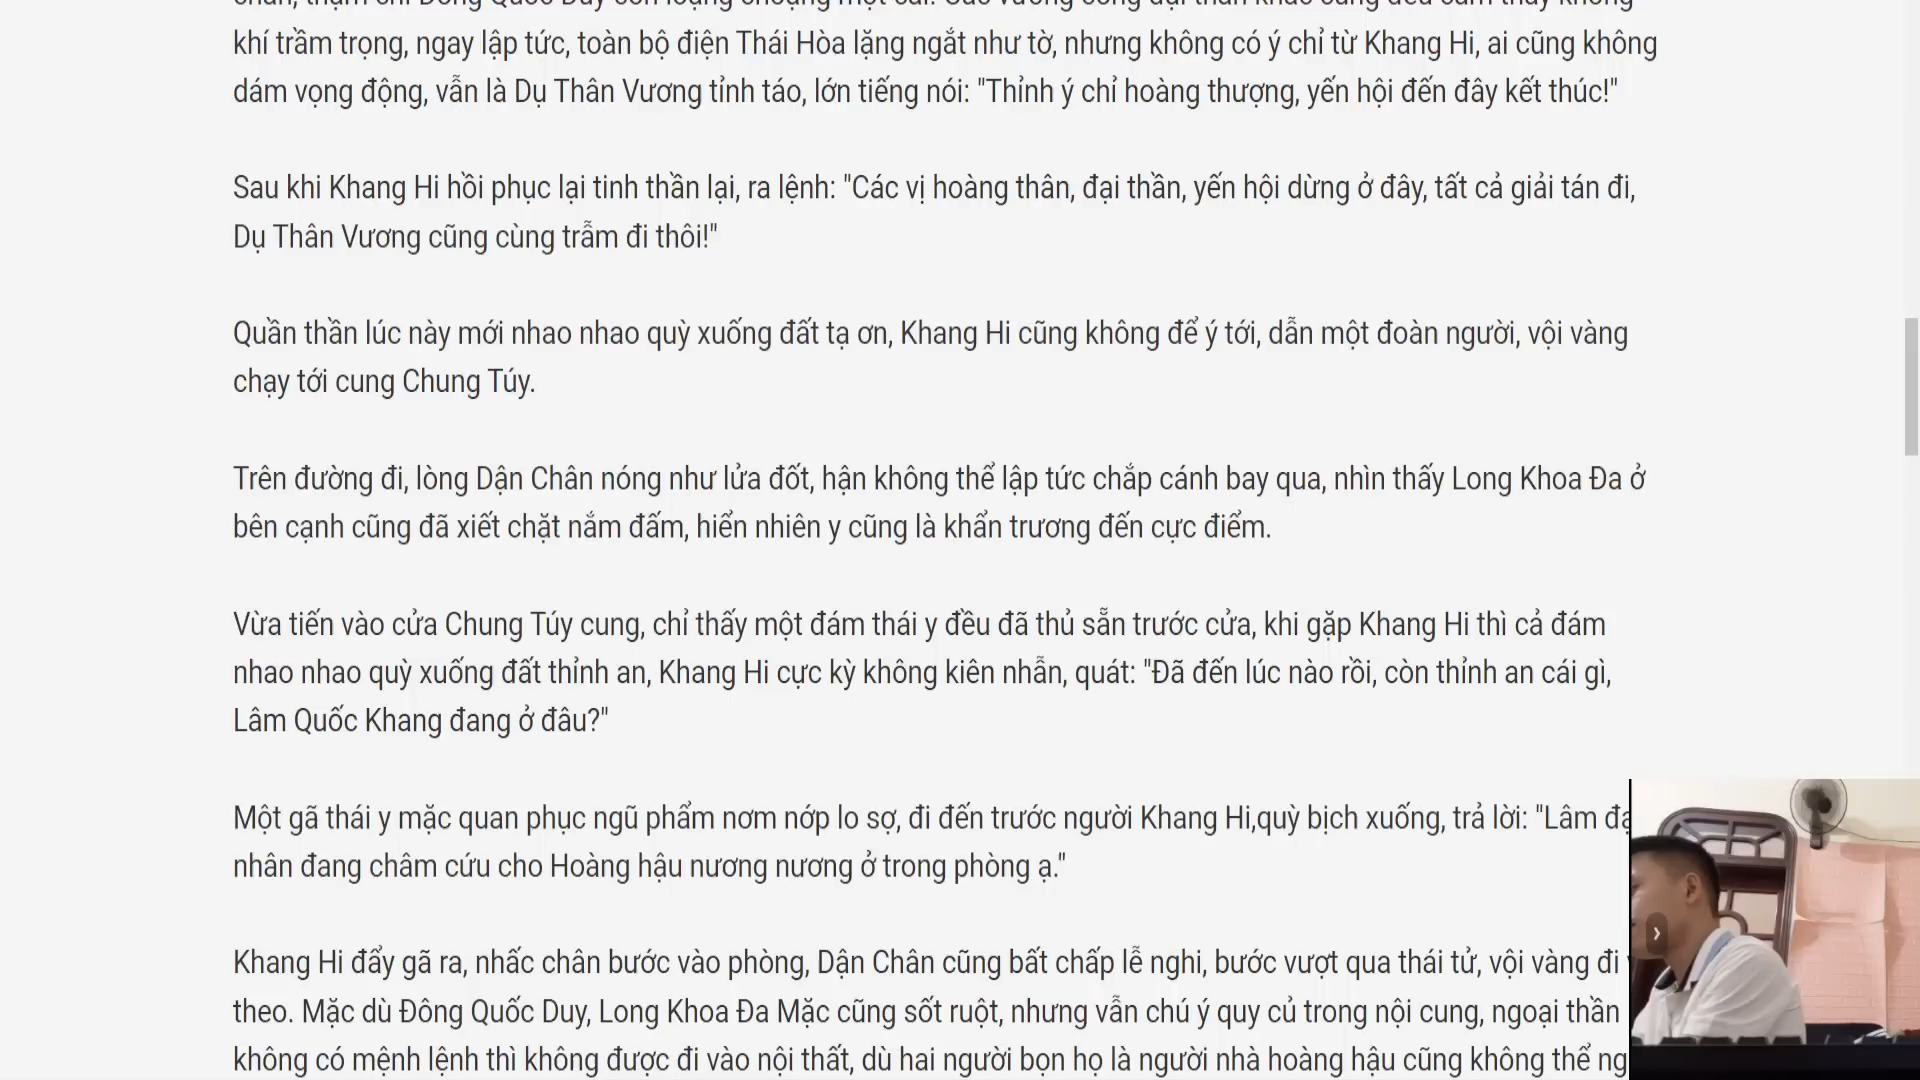 khí trầm trọng, ngay lập tức, toàn bộ điện Thái Hòa lặng ngắt như tờ, nhưng không có ý chỉ từ Khang Hi, ai cũng không
dám vọng động, vẫn là Dụ Thân Vương tỉnh táo, lớn tiếng nói: "Thỉnh ý chỉ hoàng thượng, yến hội đến đây kết thúc!"
Sau khi Khang Hi hồi phục lại tinh thần lại, ra lệnh: "Các vị hoàng thân, đại thần, yến hội dừng ở đây, tất cả giải tán đi,
Dụ Thân Vương cũng cùng trẫm đi thôi!"
Quần thần lúc này mới nhao nhao quỳ xuống đất tạ ơn, Khang Hi cũng không để ý tới, dẫn một đoàn người, vội vàng
chạy tới cung Chung Túy.
Trên đường đi, lòng Dận Chân nóng như lửa đốt, hận không thể lập tức chắp cánh bay qua, nhìn thấy Long Khoa Đa ở
bên cạnh cũng đã xiết chặt nắm đấm, hiển nhiên y cũng là khẩn trương đến cực điểm.
Vừa tiến vào cửa Chung Túy cung, chỉ thấy một đám thái y đều đã thủ sẵn trước cửa, khi gặp Khang Hi thì cả đám
nhao nhao quỳ xuống đất thỉnh an, Khang Hi cực kỳ không kiên nhẫn, quát: "Đã đến lúc nào rồi, còn thỉnh an cái gì,
Lâm Quốc Khang đang ở đâu?"
Một gã thái y mặc quan phục ngũ phẩm nơm nớp lo sợ, đi đến trước người Khang Hi,quỳ bịch xuống, trả lời: "Lâm
nhân đang châm cứu cho Hoàng hậu nương nương ở trong phòng ạ."
Khang Hi đẩy gã ra, nhấc chân bước vào phòng, Dận Chân cũng bất chấp lễ nghi, bước vượt qua thái tử, vội vàng đi
theo. Mặc dù Đông Quốc Duy, Long Khoa Đa Mặc cũng sốt ruột, nhưng vẫn chú ý quy củ trong nội cung, ngoại thần
không có mệnh lệnh thì không được đi vào nội thất, dù hai người bọn họ là người nhà hoàng hậu cũng không thể